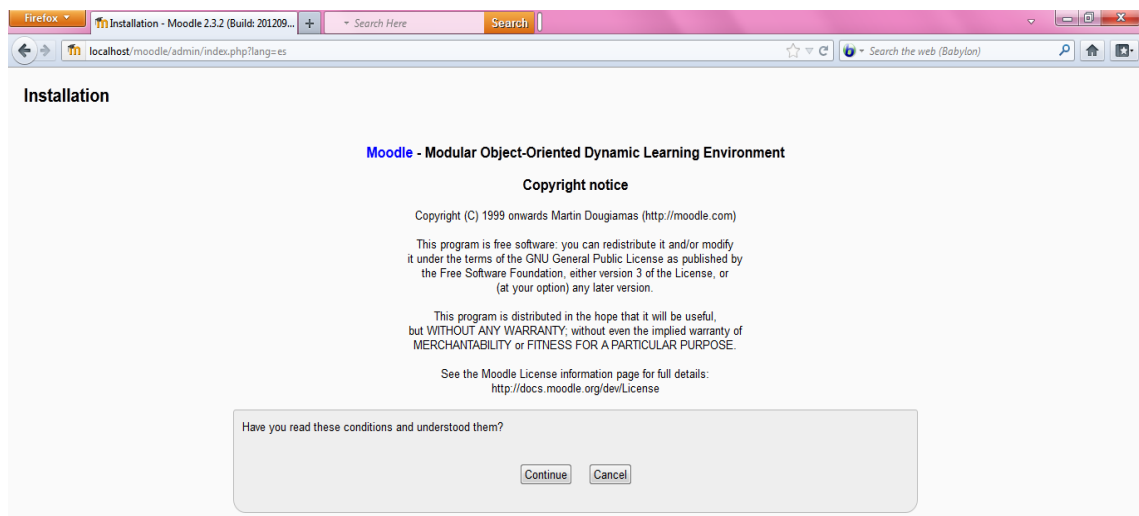 Firefox
Installation - Moodle 2.3.2 (Build: 201209...
Search Here
Search
localhost/moodle/admin/index.php?lang=es
Search the web (Babylon)
Installation
Moodle - Modular Object-Oriented Dynamic Learning Environment
Copyright notice
Copyright (C) 1999 onwards Martin Dougiamas (http://moodle.com)
This program is free software: you can redistribute it and/or modify
it under the terms of the GNU General Public License as published by
the Free Software Foundation, either version 3 of the License, or
(at your option) any later version.
This program is distributed in the hope that it will be useful,
but WITHOUT ANY WARRANTY; without even the implied warranty of
MERCHANTABILITY or FITNESS FOR A PARTICULAR PURPOSE.
See the Moodle License information page for full details:
http://docs.moodle.org/dev/License
Have you read these conditions and understood them?
Continue Cancel